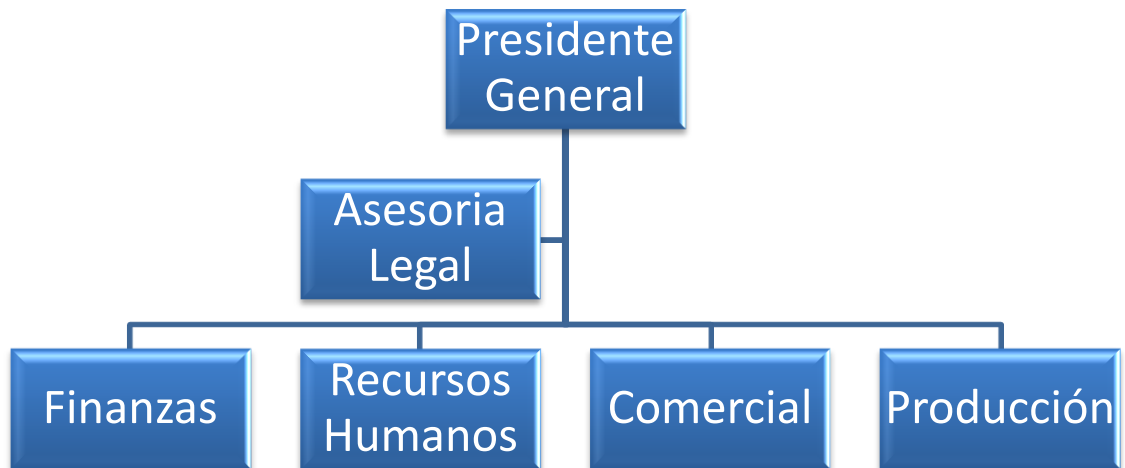 Presidente
General
Asesoria
Legal
Finanzas
Recursos
Humanos
Comercial
Producción